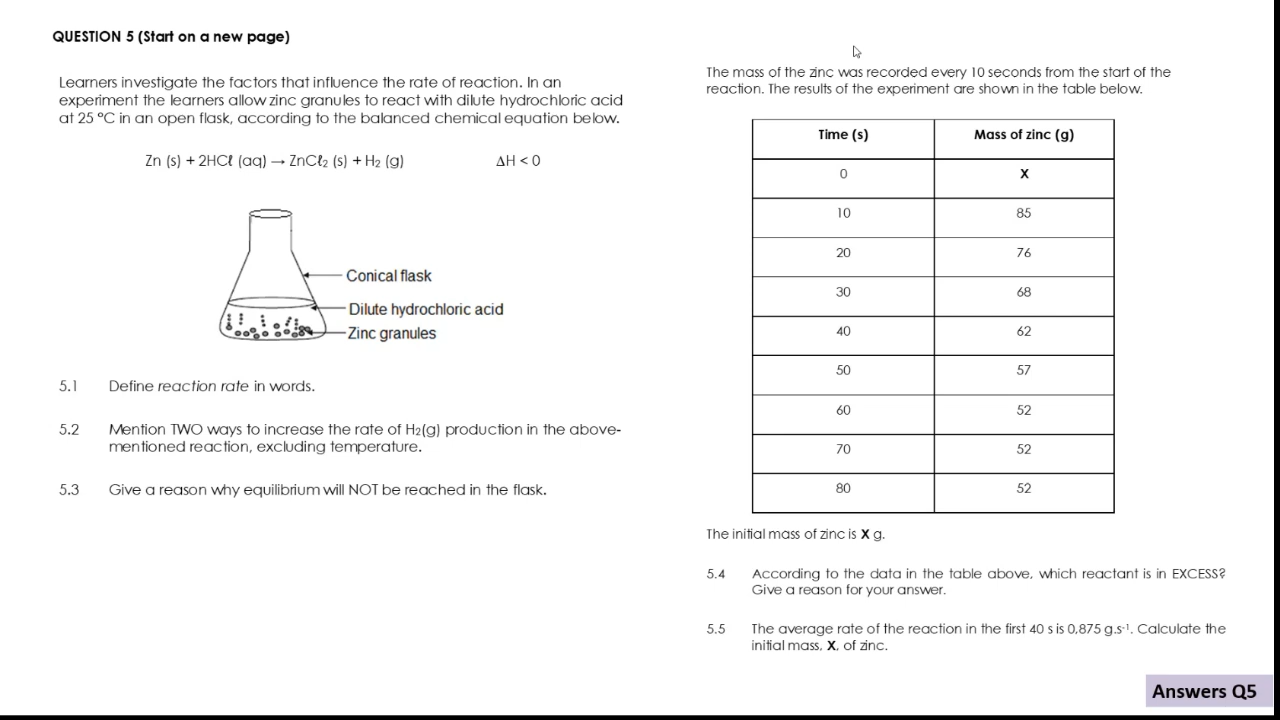 QUESTION 5 (Start on a new page)
Learners investigate the factors that influence the rate of reaction. In an
experiment the learners allow zinc granules to react with dilute hydrochloric acid
at 25 °C in an open flask, according to the balanced chemical equation below.
Zn (s) + 2HCℓ (aq) → ZnCℓ₂ (s) + H₂ (g) ΔH < 0
Conical flask
Dilute hydrochloric acid
Zinc granules
5.1 Define reaction rate in words.
5.2 Mention TWO ways to increase the rate of H₂(g) production in the above-
mentioned reaction, excluding temperature.
5.3 Give a reason why equilibrium will NOT be reached in the flask.
The mass of the zinc was recorded every 10 seconds from the start of the
reaction. The results of the experiment are shown in the table below.
Time (s) Mass of zinc (g)
0 X
10 85
20 76
30 68
40 62
50 57
60 52
70 52
80 52
The initial mass of zinc is X g.
5.4 According to the data in the table above, which reactant is in EXCESS?
Give a reason for your answer.
5.5 The average rate of the reaction in the first 40 s is 0,875 g.s⁻¹. Calculate the
initial mass, X, of zinc.
Answers Q5